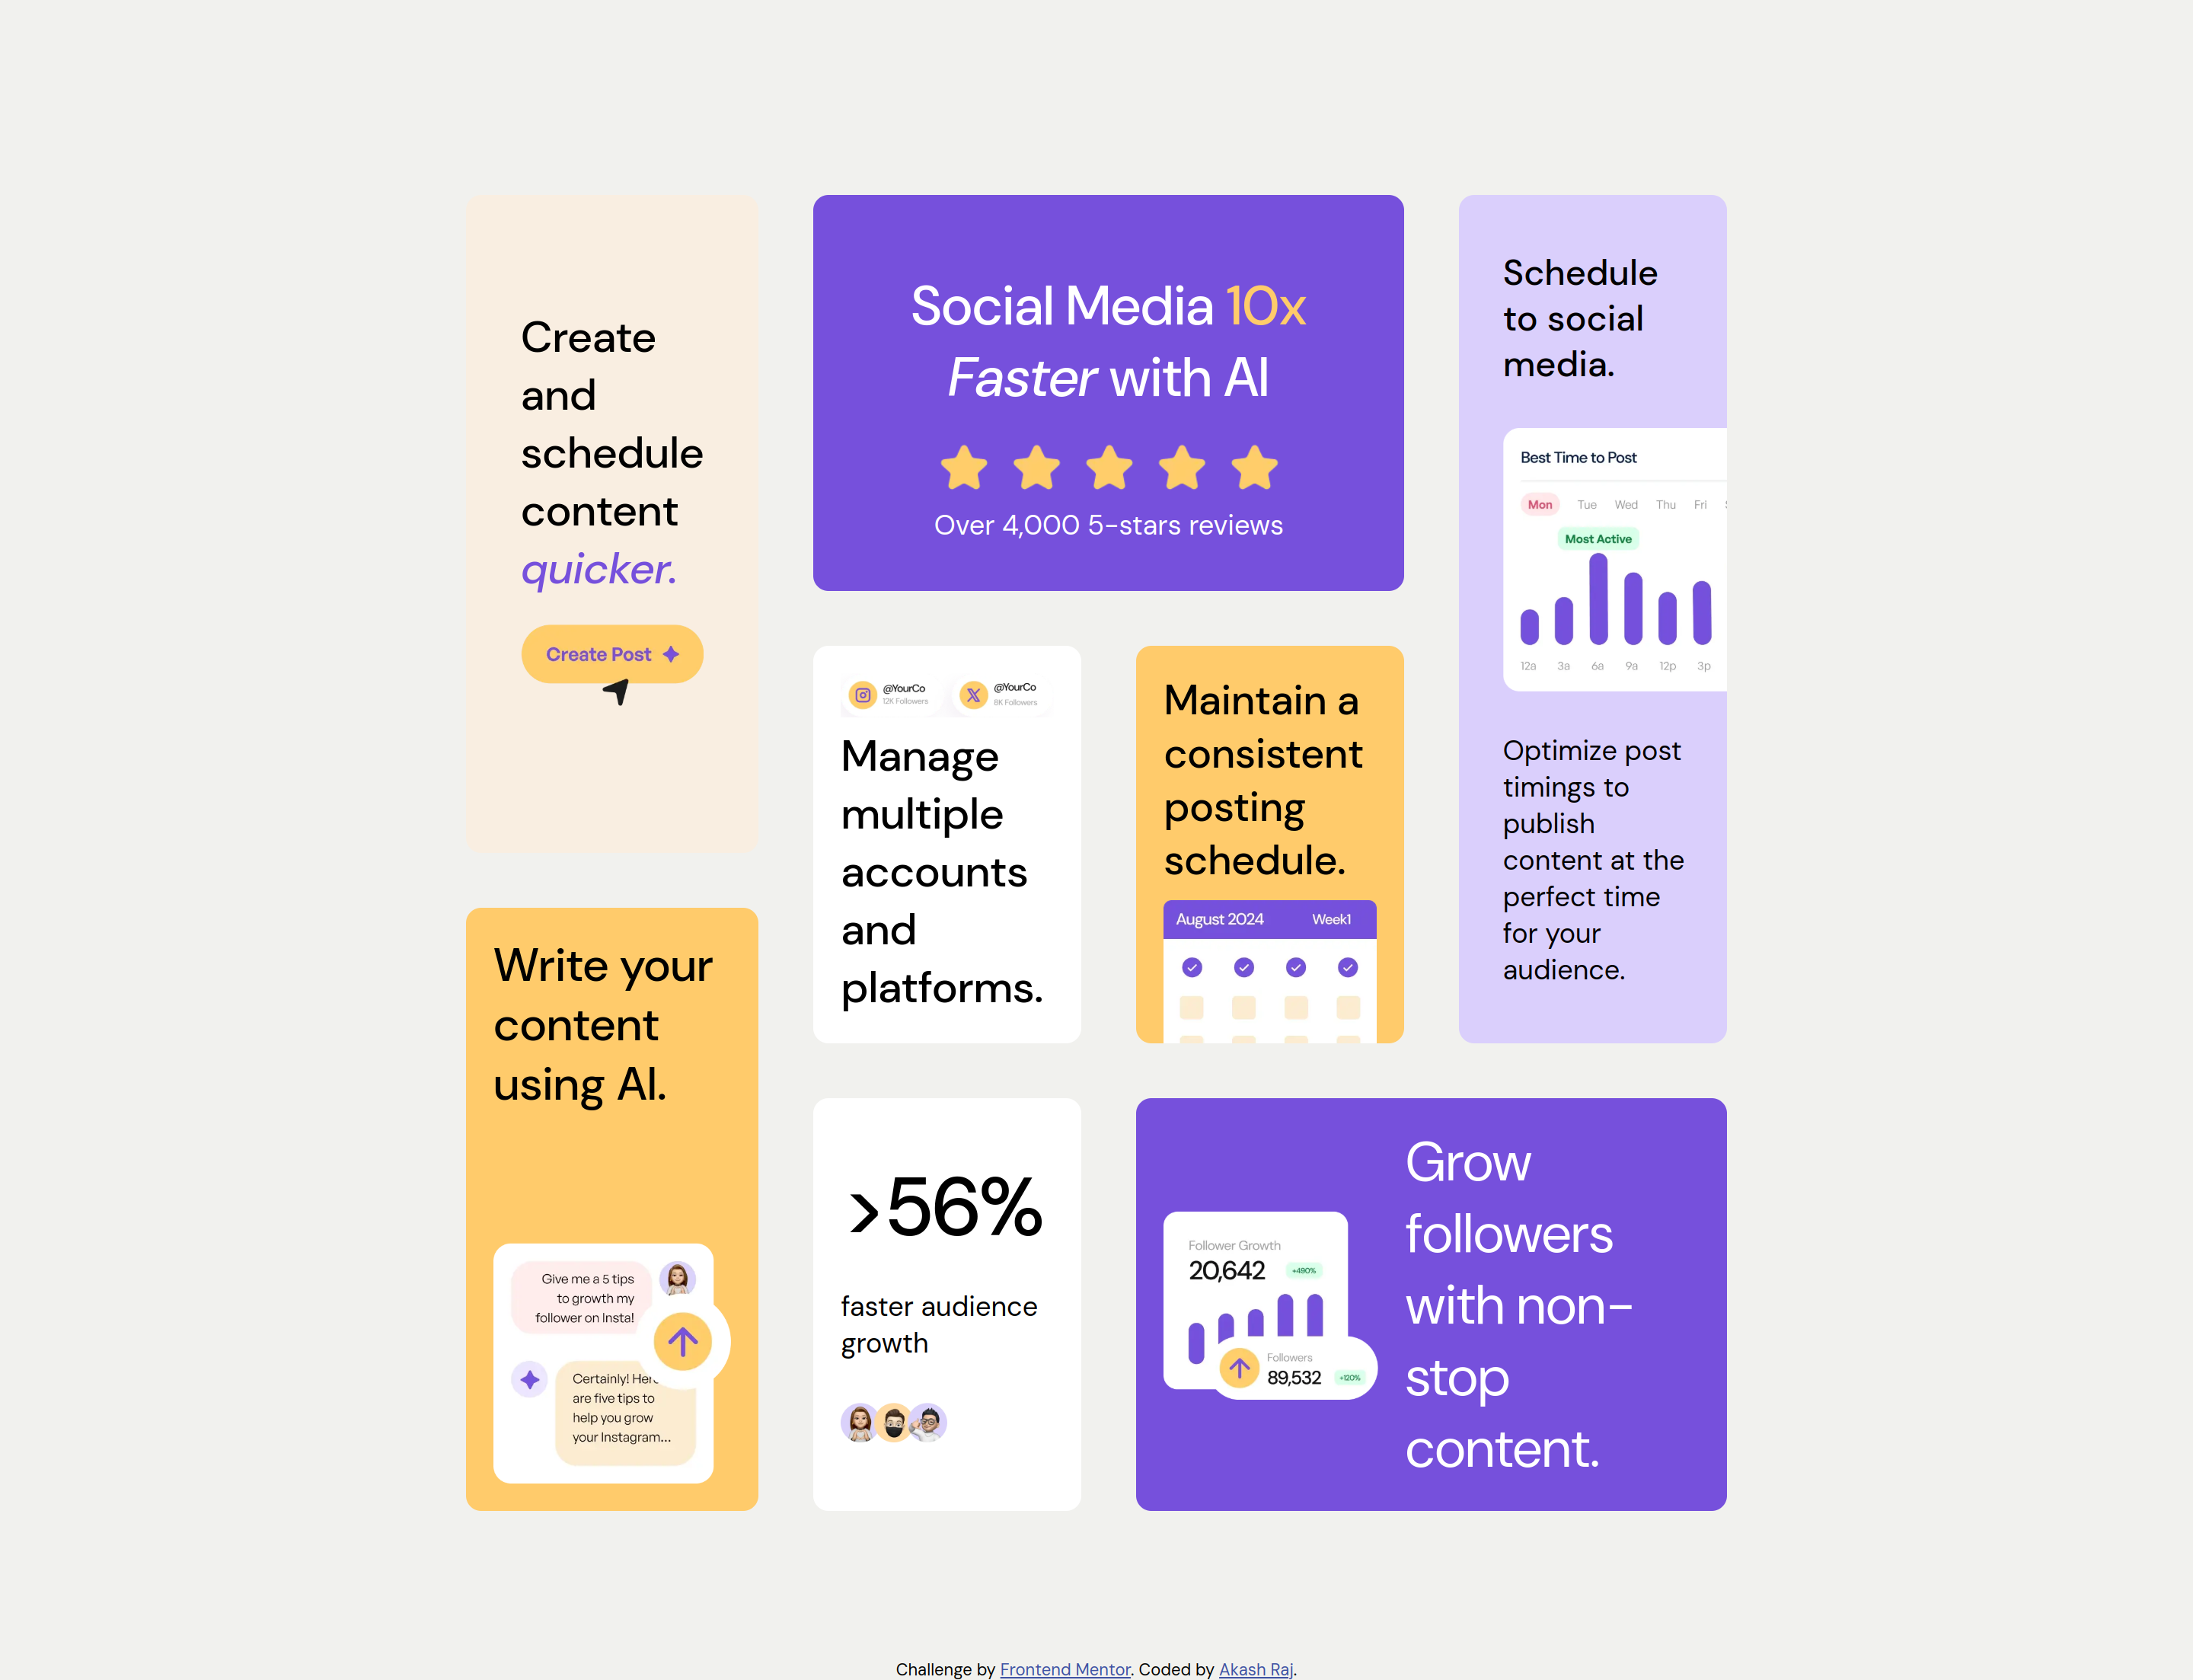 Create
and
schedule
content
quicker.
Create Post
Social Media 10x
Faster with AI
Over 4,000 5-stars reviews
Schedule
to social
media.
Best Time to Post
Mon Tue Wed Thu Fri
Most Active
12a 3a 6a 9a 12p 3p
Optimize post
timings to
publish
content at the
perfect time
for your
audience.
@YourCo
12K Followers
@YourCo
8K Followers
Manage
multiple
accounts
and
platforms.
Maintain a
consistent
posting
schedule.
August 2024 Week1
Write your
content
using AI.
Give me a 5 tips
to growth my
follower on Insta!
Certainly! Here
are five tips to
help you grow
your Instagram...
>56%
faster audience
growth
Follower Growth
20,642 +490%
Followers
89,532 +120%
Grow
followers
with non-
stop
content.
Challenge by Frontend Mentor. Coded by Akash Raj.